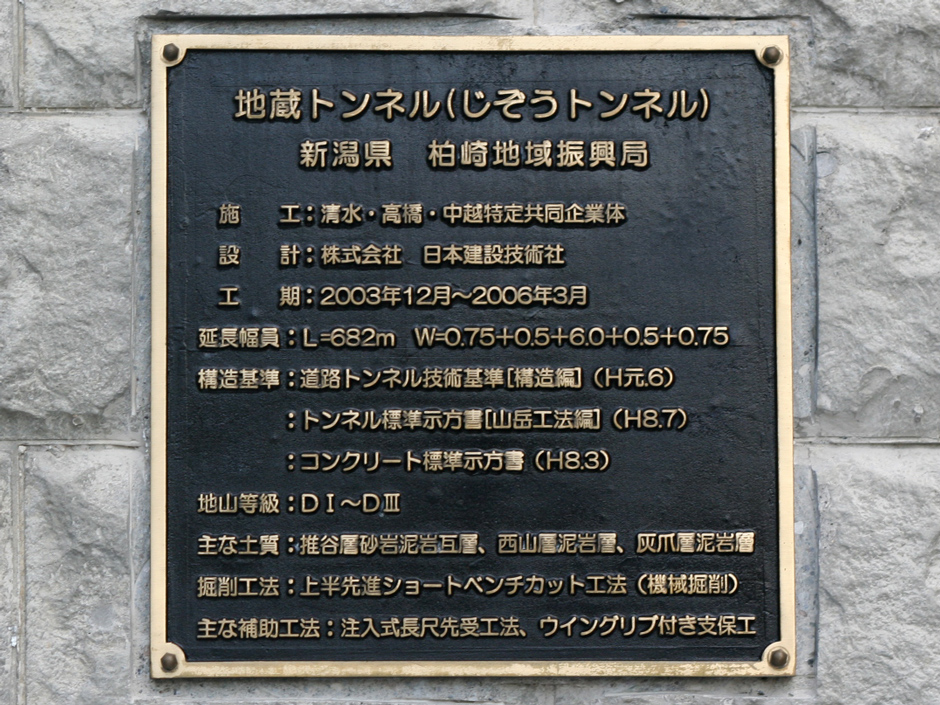 地蔵トンネル(じぞうトンネル)
新潟県　柏崎地域振興局
施　工：清水・高橋・中越特定共同企業体
設　計：株式会社　日本建設技術社
工　期：2003年12月～2006年3月
延長幅員：L=682m　W=0.75+0.5+6.0+0.5+0.75
構造基準：道路トンネル技術基準[構造編]（H元.6）
：トンネル標準示方書[山岳工法編]（H8.7）
：コンクリート標準示方書（H8.3）
地山等級：DⅠ～DⅢ
主な土質：椎谷層砂岩泥岩互層、西山層泥岩層、灰爪層泥岩層
掘削工法：上半先進ショートベンチカット工法（機械掘削）
主な補助工法：注入式長尺先受工法、ウイングリブ付き支保工